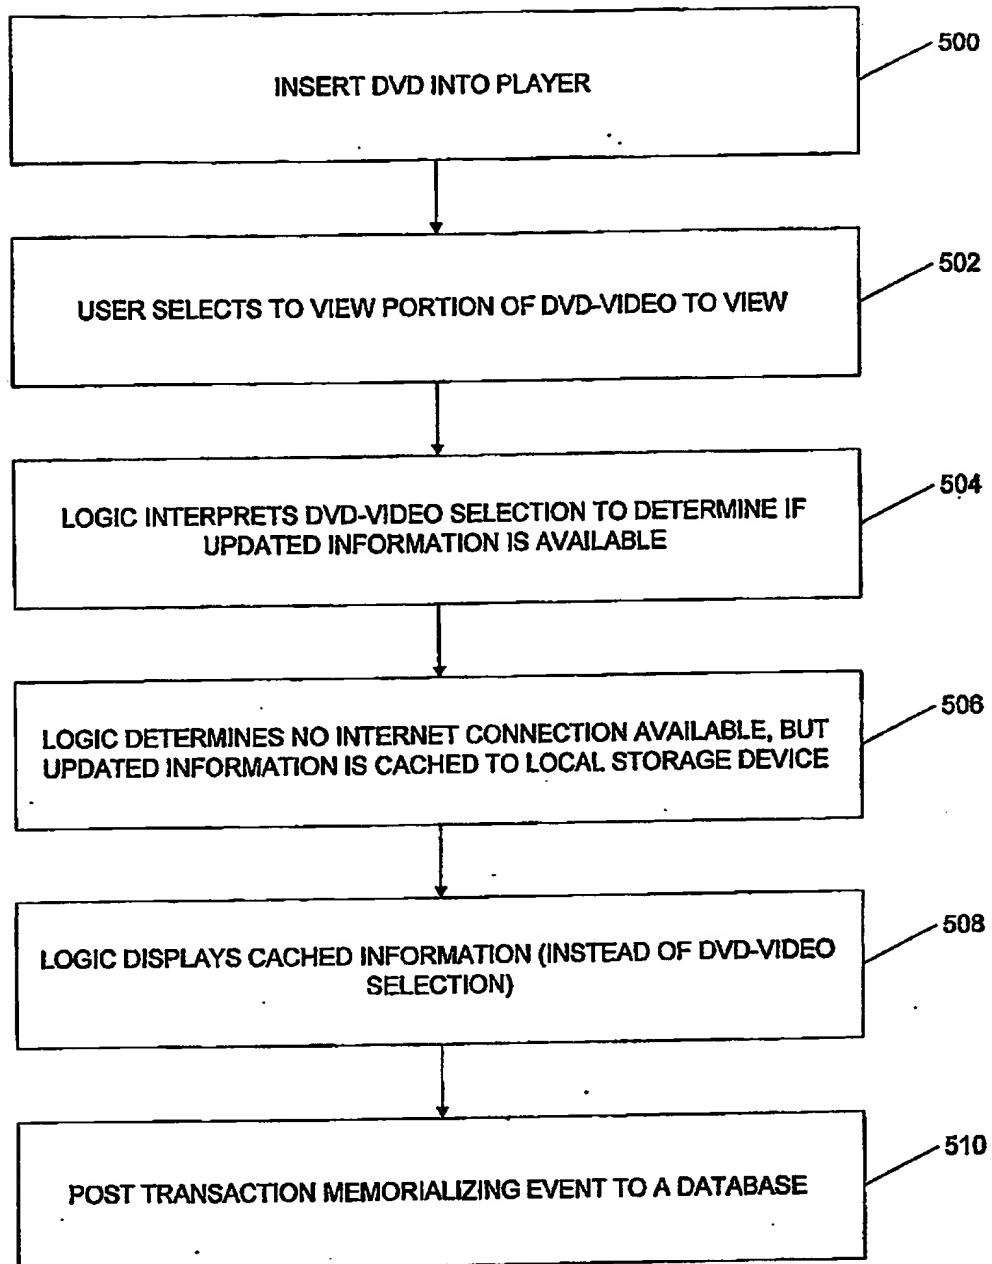 500
INSERT DVD INTO PLAYER
502
USER SELECTS TO VIEW PORTION OF DVD-VIDEO TO VIEW
504
LOGIC INTERPRETS DVD-VIDEO SELECTION TO DETERMINE IF
UPDATED INFORMATION IS AVAILABLE
506
LOGIC DETERMINES NO INTERNET CONNECTION AVAILABLE, BUT
UPDATED INFORMATION IS CACHED TO LOCAL STORAGE DEVICE
508
LOGIC DISPLAYS CACHED INFORMATION (INSTEAD OF DVD-VIDEO
SELECTION)
510
POST TRANSACTION MEMORIALIZING EVENT TO A DATABASE